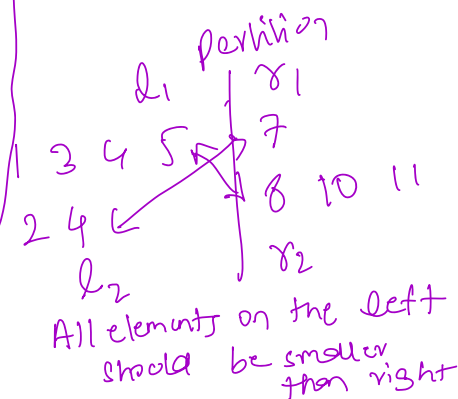 Partition
l1 r1
1 3 4 5 7
2 4 8 10 11
l2 r2
All elements on the left
should be smaller
than right